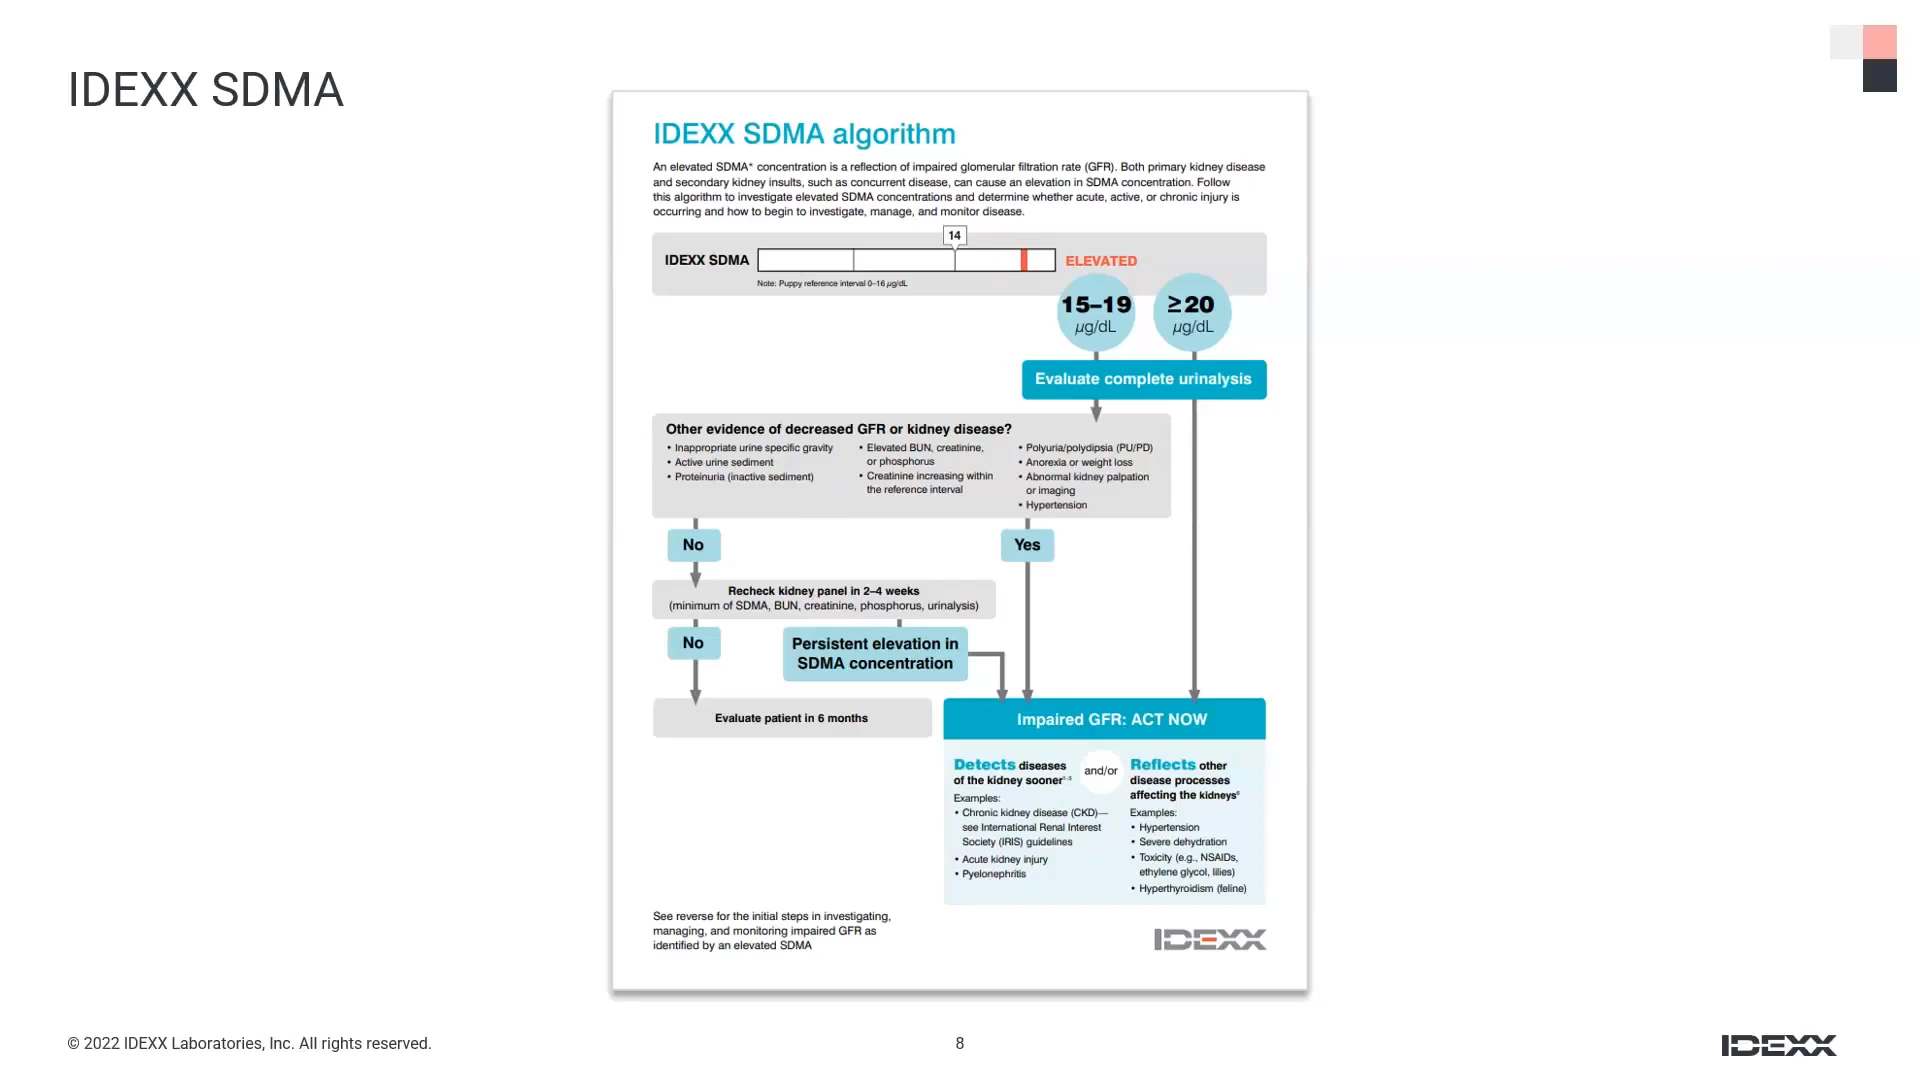 IDEXX SDMA
IDEXX SDMA algorithm
An elevated SDMA* concentration is a reflection of impaired glomerular filtration rate (GFR). Both primary kidney disease
and secondary kidney insults, such as concurrent disease, can cause an elevation in SDMA concentration. Follow
this algorithm to investigate elevated SDMA concentrations and determine whether acute, active, or chronic injury is
occurring and how to begin to investigate, manage, and monitor disease.
14
IDEXX SDMA
ELEVATED
Note: Puppy reference interval 0–16 µg/dL
15–19
µg/dL
≥20
µg/dL
Evaluate complete urinalysis
Other evidence of decreased GFR or kidney disease?
• Inappropriate urine specific gravity
• Active urine sediment
• Proteinuria (inactive sediment)
• Elevated BUN, creatinine,
or phosphorus
• Creatinine increasing within
the reference interval
• Polyuria/polydipsia (PU/PD)
• Anorexia or weight loss
• Abnormal kidney palpation
or imaging
• Hypertension
No
Yes
Recheck kidney panel in 2–4 weeks
(minimum of SDMA, BUN, creatinine, phosphorus, urinalysis)
No
Persistent elevation in
SDMA concentration
Evaluate patient in 6 months
Impaired GFR: ACT NOW
Detects diseases
of the kidney sooner¹⁻³
Examples:
• Chronic kidney disease (CKD)—
see International Renal Interest
Society (IRIS) guidelines
• Acute kidney injury
• Pyelonephritis
and/or
Reflects other
disease processes
affecting the kidneys
Examples:
• Hypertension
• Severe dehydration
• Toxicity (e.g., NSAIDs,
ethylene glycol, lilies)
• Hyperthyroidism (feline)
See reverse for the initial steps in investigating,
managing, and monitoring impaired GFR as
identified by an elevated SDMA
IDEXX
© 2022 IDEXX Laboratories, Inc. All rights reserved.
8
IDEXX